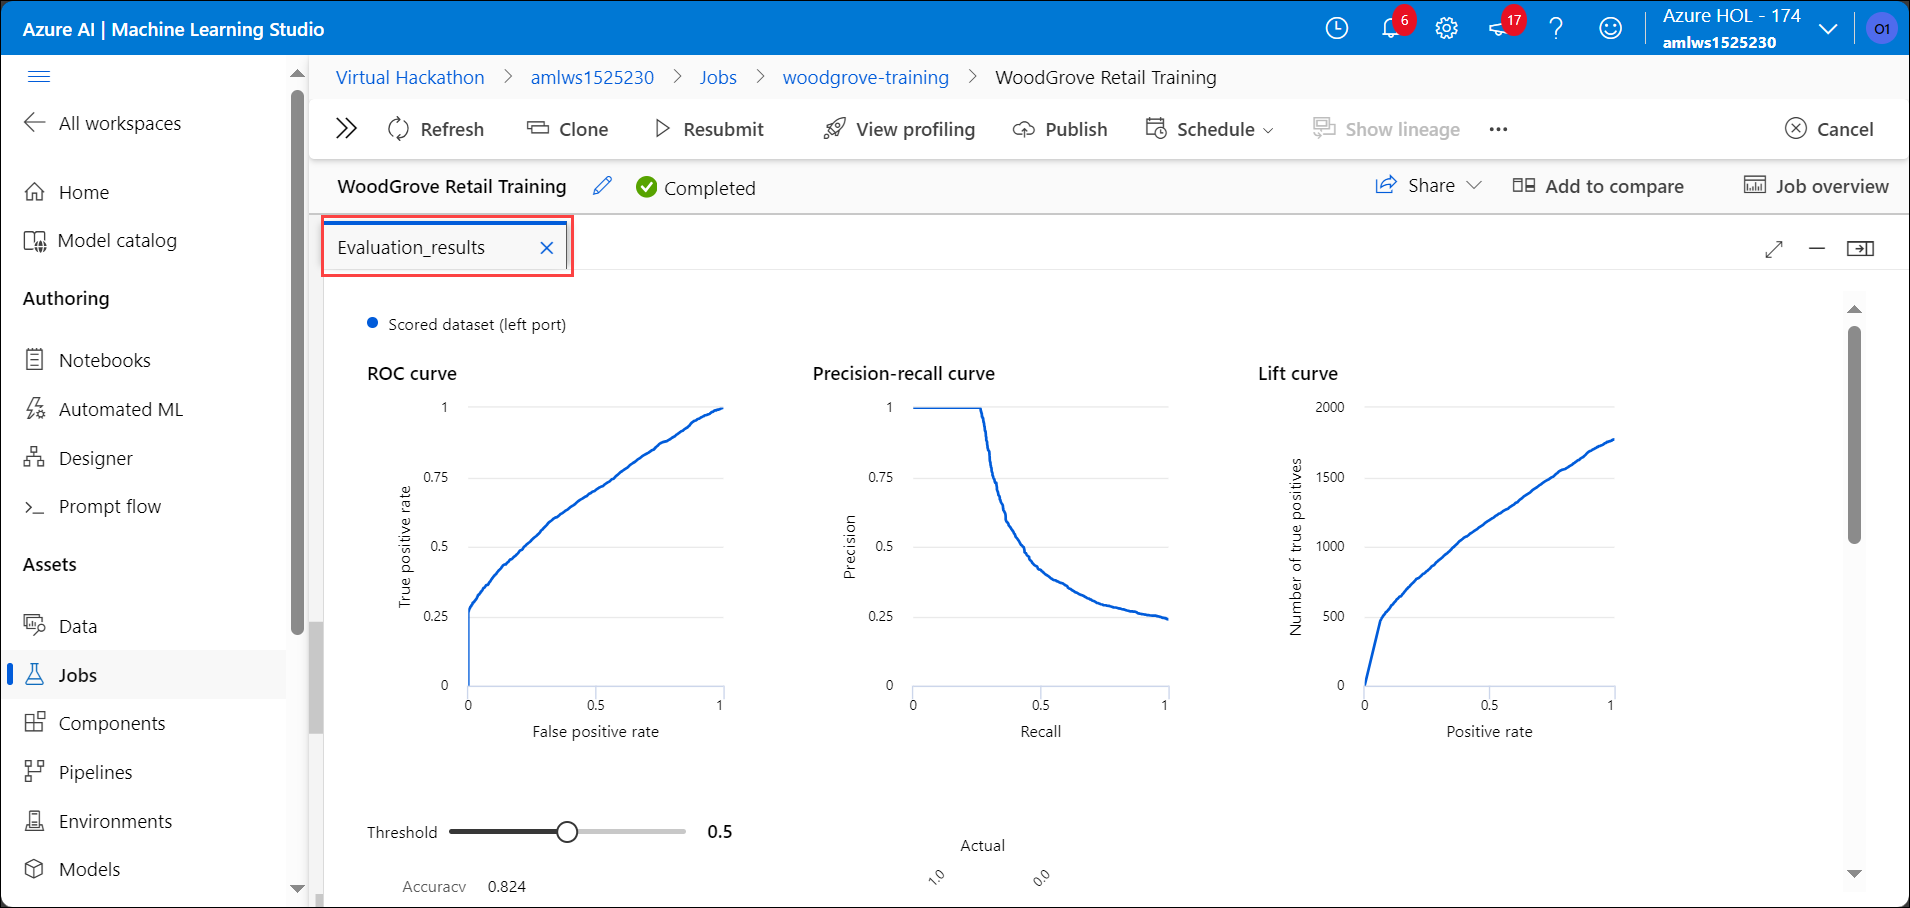 Azure AI | Machine Learning Studio
6
17
?
Azure HOL - 174
amlws1525230
O1
Virtual Hackathon > amlws1525230 > Jobs > woodgrove-training > WoodGrove Retail Training
All workspaces
Home
Model catalog
Authoring
Notebooks
Automated ML
Designer
Prompt flow
Assets
Data
Jobs
Components
Pipelines
Environments
Models
Refresh
Clone
Resubmit
View profiling
Publish
Schedule
Show lineage
...
Cancel
WoodGrove Retail Training
Completed
Share
Add to compare
Job overview
Evaluation_results
Scored dataset (left port)
ROC curve
1
0.75
0.5
0.25
0
True positive rate
0 0.5 1
False positive rate
Precision-recall curve
1
0.75
0.5
0.25
0
Precision
0 0.5 1
Recall
Lift curve
2000
1500
1000
500
0
Number of true positives
0 0.5 1
Positive rate
Threshold 0.5
Actual
1.0 0.0
Accuracy 0.824